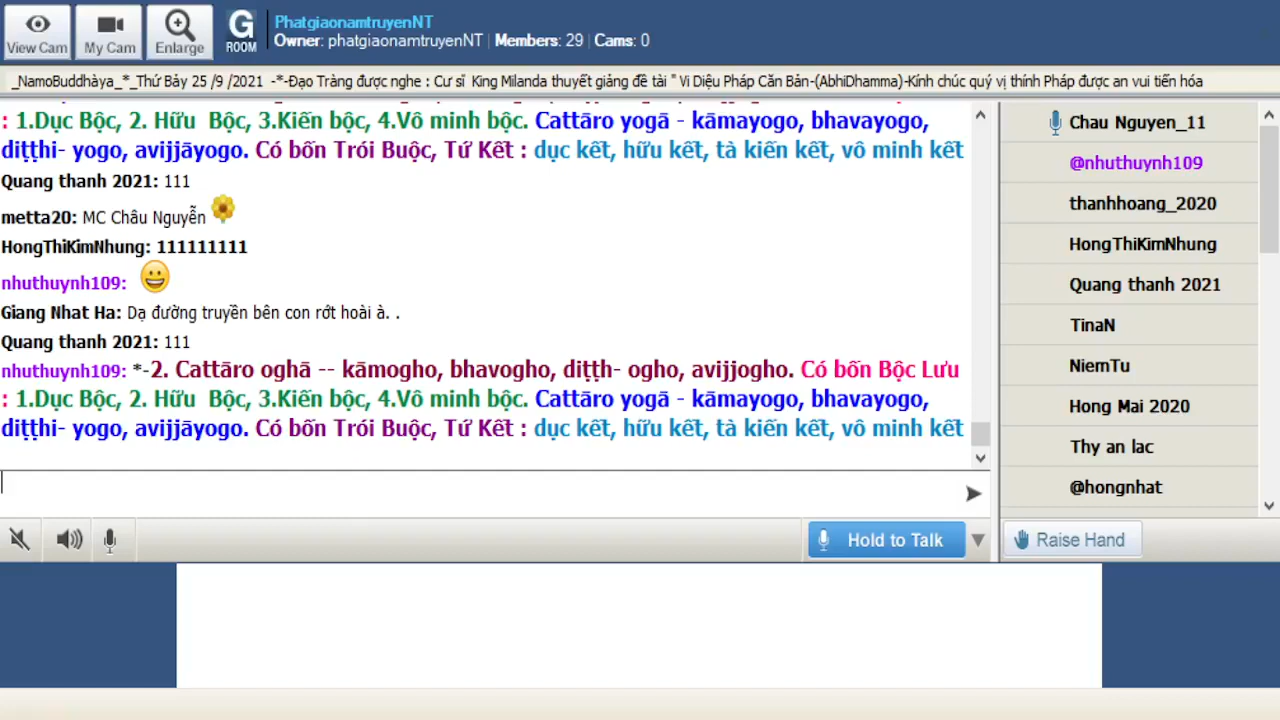 View Cam
My Cam
Enlarge
G
ROOM
PhatgiaonamtruyenNT
Owner: phatgiaonamtruyenNT | Members: 29 | Cams: 0
_NamoBuddhàya_*_Thứ Bảy 25 /9 /2021 -*-Đạo Tràng được nghe : Cư sĩ King Milanda thuyết giảng đề tài " Vi Diệu Pháp Căn Bản-(AbhiDhamma)-Kính chúc quý vị thính Pháp được an vui tiến hóa
: 1.Dục Bộc, 2. Hữu Bộc, 3.Kiến bộc, 4.Vô minh bộc. Cattāro yogā - kāmayogo, bhavayogo,
diṭṭhi- yogo, avijjāyogo. Có bốn Trói Buộc, Tứ Kết : dục kết, hữu kết, tà kiến kết, vô minh kết
Quang thanh 2021: 111
metta20: MC Châu Nguyễn
HongThiKimNhung: 111111111
nhuthuynh109:
Giang Nhat Ha: Dạ đường truyền bên con rớt hoài à. .
Quang thanh 2021: 111
nhuthuynh109: *-2. Cattāro oghā -- kāmogho, bhavogho, diṭṭh- ogho, avijjogho. Có bốn Bộc Lưu
: 1.Dục Bộc, 2. Hữu Bộc, 3.Kiến bộc, 4.Vô minh bộc. Cattāro yogā - kāmayogo, bhavayogo,
diṭṭhi- yogo, avijjāyogo. Có bốn Trói Buộc, Tứ Kết : dục kết, hữu kết, tà kiến kết, vô minh kết
Chau Nguyen_11
@nhuthuynh109
thanhhoang_2020
HongThiKimNhung
Quang thanh 2021
TinaN
NiemTu
Hong Mai 2020
Thy an lac
@hongnhat
Hold to Talk
Raise Hand